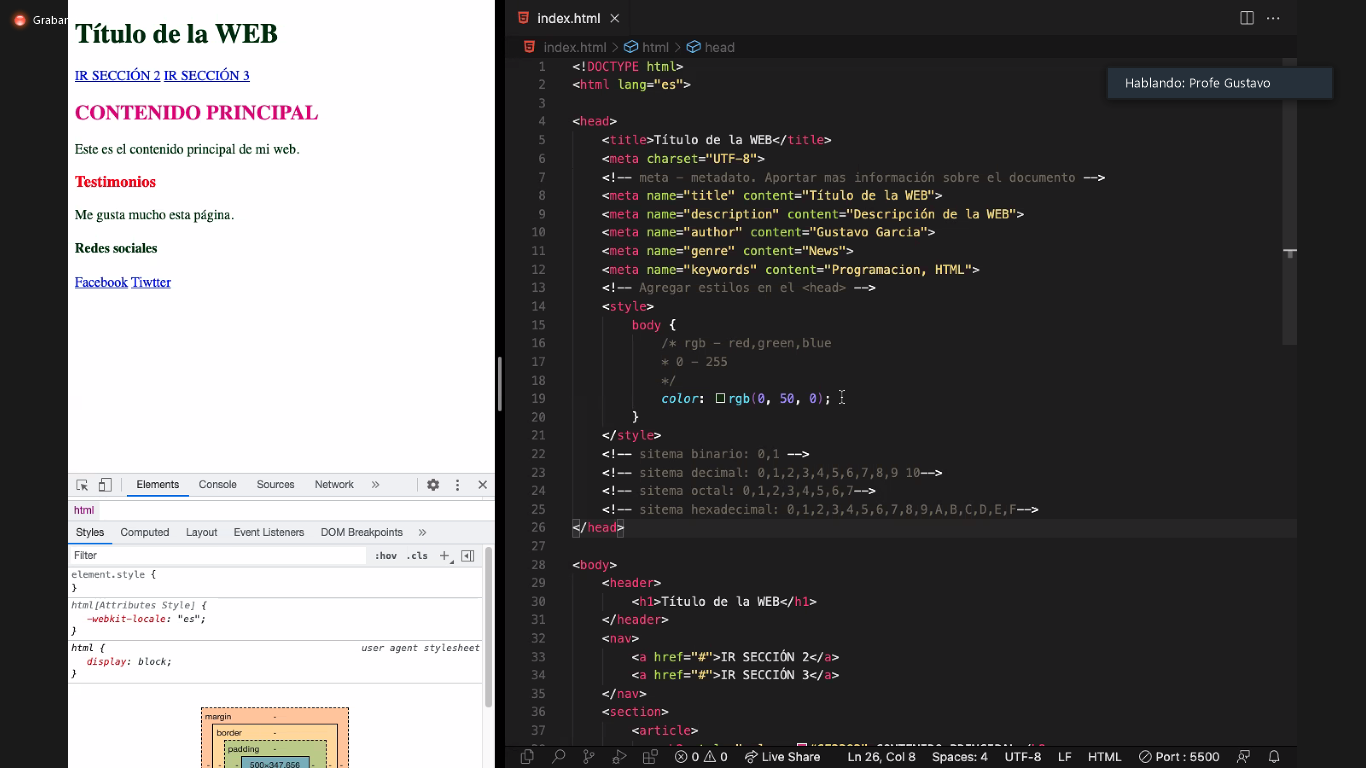 Grabar
Título de la WEB
IR SECCIÓN 2 IR SECCIÓN 3
CONTENIDO PRINCIPAL
Este es el contenido principal de mi web.
Testimonios
Me gusta mucho esta página.
Redes sociales
Facebook Tiwtter
Elements Console Sources Network »
html
Styles Computed Layout Event Listeners DOM Breakpoints »
Filter :hov .cls +
element.style {
}
html[Attributes Style] {
-webkit-locale: "es";
}
html { user agent stylesheet
display: block;
}
margin -
border -
padding -
- - - 500×347.656 - - -
index.html
index.html > html > head
Hablando: Profe Gustavo
1 <!DOCTYPE html>
2 <html lang="es">
3
4 <head>
5 <title>Título de la WEB</title>
6 <meta charset="UTF-8">
7 <!-- meta - metadato. Aportar mas información sobre el documento -->
8 <meta name="title" content="Título de la WEB">
9 <meta name="description" content="Descripción de la WEB">
10 <meta name="author" content="Gustavo Garcia">
11 <meta name="genre" content="News">
12 <meta name="keywords" content="Programacion, HTML">
13 <!-- Agregar estilos en el <head> -->
14 <style>
15 body {
16 /* rgb - red,green,blue
17 * 0 - 255
18 */
19 color: rgb(0, 50, 0);
20 }
21 </style>
22 <!-- sitema binario: 0,1 -->
23 <!-- sitema decimal: 0,1,2,3,4,5,6,7,8,9 10-->
24 <!-- sitema octal: 0,1,2,3,4,5,6,7-->
25 <!-- sitema hexadecimal: 0,1,2,3,4,5,6,7,8,9,A,B,C,D,E,F-->
26 </head>
27
28 <body>
29 <header>
30 <h1>Título de la WEB</h1>
31 </header>
32 <nav>
33 <a href="#">IR SECCIÓN 2</a>
34 <a href="#">IR SECCIÓN 3</a>
35 </nav>
36 <section>
37 <article>
0 0 Live Share Ln 26, Col 8 Spaces: 4 UTF-8 LF HTML Port : 5500